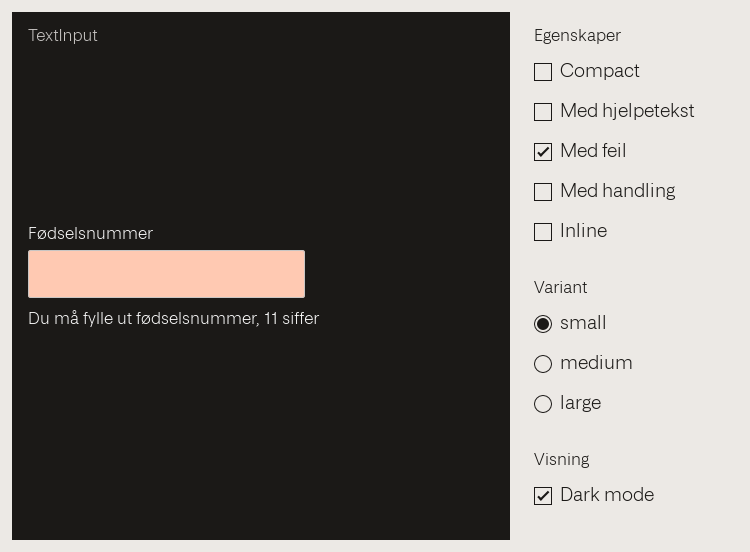 TextInput
Fødselsnummer
Du må fylle ut fødselsnummer, 11 siffer
Egenskaper
Compact
Med hjelpetekst
Med feil
Med handling
Inline
Variant
small
medium
large
Visning
Dark mode